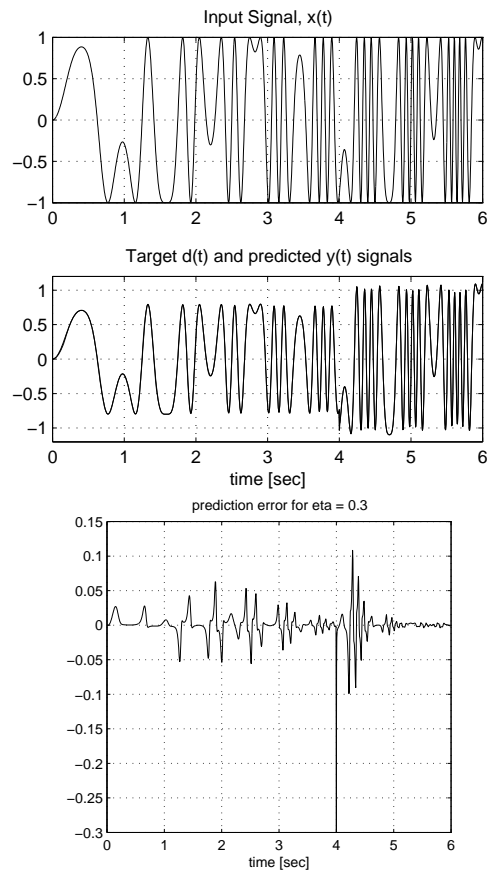 Input Signal, x(t)
1
0.5
0
−0.5
−1
0 1 2 3 4 5 6
Target d(t) and predicted y(t) signals
1
0.5
0
−0.5
−1
0 1 2 3 4 5 6
time [sec]
prediction error for eta = 0.3
0.15
0.1
0.05
0
−0.05
−0.1
−0.15
−0.2
−0.25
−0.3
0 1 2 3 4 5 6
time [sec]